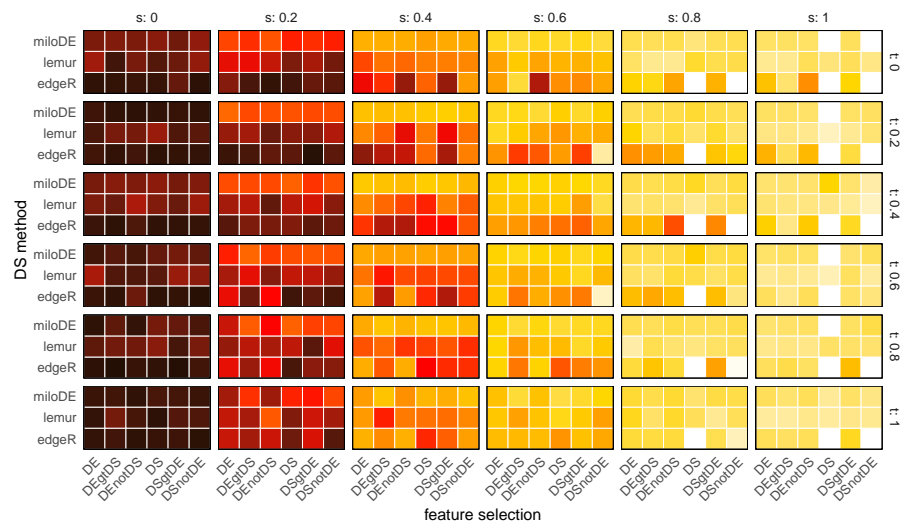 s: 0 s: 0.2 s: 0.4 s: 0.6 s: 0.8 s: 1
miloDE
lemur
edgeR
t: 0
miloDE
lemur
edgeR
t: 0.2
miloDE
lemur
edgeR
t: 0.4
miloDE
lemur
edgeR
t: 0.6
miloDE
lemur
edgeR
t: 0.8
miloDE
lemur
edgeR
t: 1
DS method
DE DEgtDS DEnotDS DS DSgtDE DSnotDE DE DEgtDS DEnotDS DS DSgtDE DSnotDE DE DEgtDS DEnotDS DS DSgtDE DSnotDE DE DEgtDS DEnotDS DS DSgtDE DSnotDE DE DEgtDS DEnotDS DS DSgtDE DSnotDE DE DEgtDS DEnotDS DS DSgtDE DSnotDE
feature selection